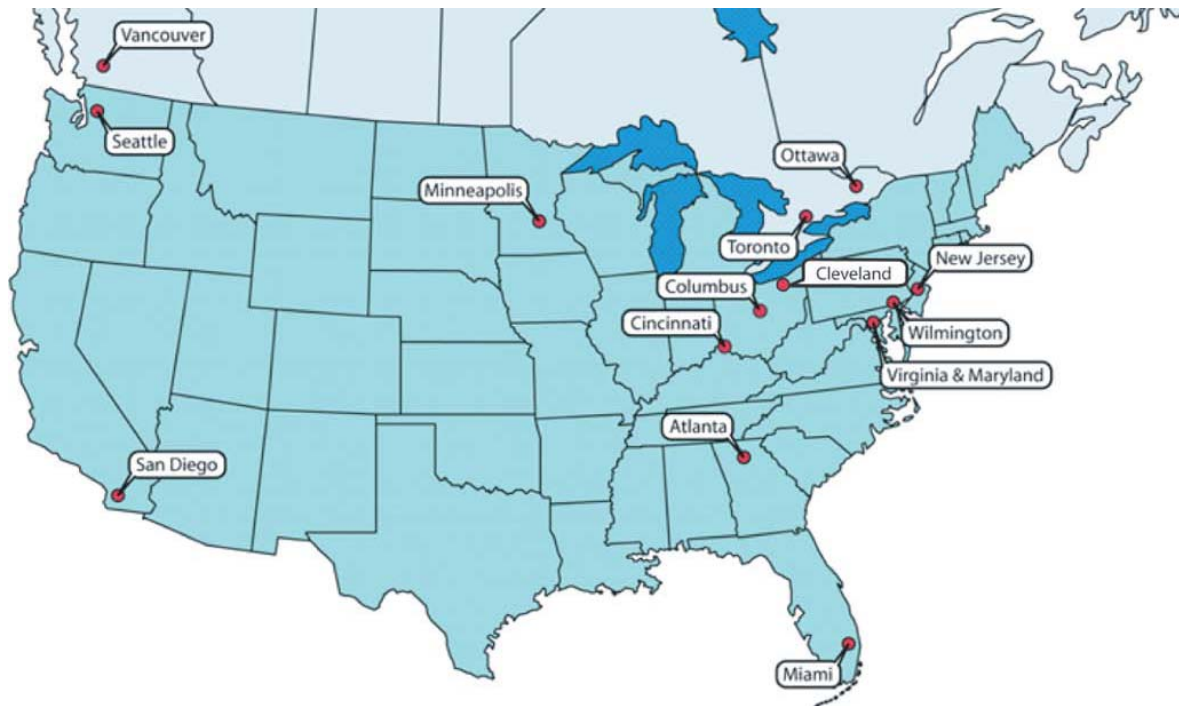 Vancouver
Seattle
Ottawa
Minneapolis
Toronto
New Jersey
Cleveland
Columbus
Cincinnati
Wilmington
Virginia & Maryland
Atlanta
San Diego
Miami